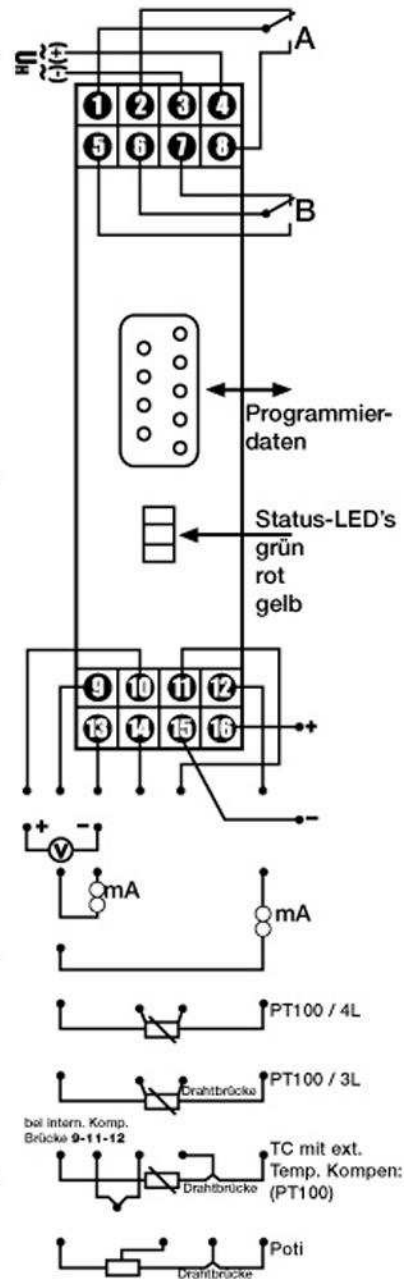 A
U_H ≂ (+)
≂ (-)
1 2 3 4
5 6 7 8
B
Programmier-
daten
Status-LED's
grün
rot
gelb
9 10 11 12
13 14 15 16
+
-
+ -
V
mA
mA
PT100 / 4L
PT100 / 3L
Drahtbrücke
bei intern. Komp.
Brücke 9-11-12
TC mit ext.
Temp. Kompen:
(PT100)
Drahtbrücke
Poti
Drahtbrücke